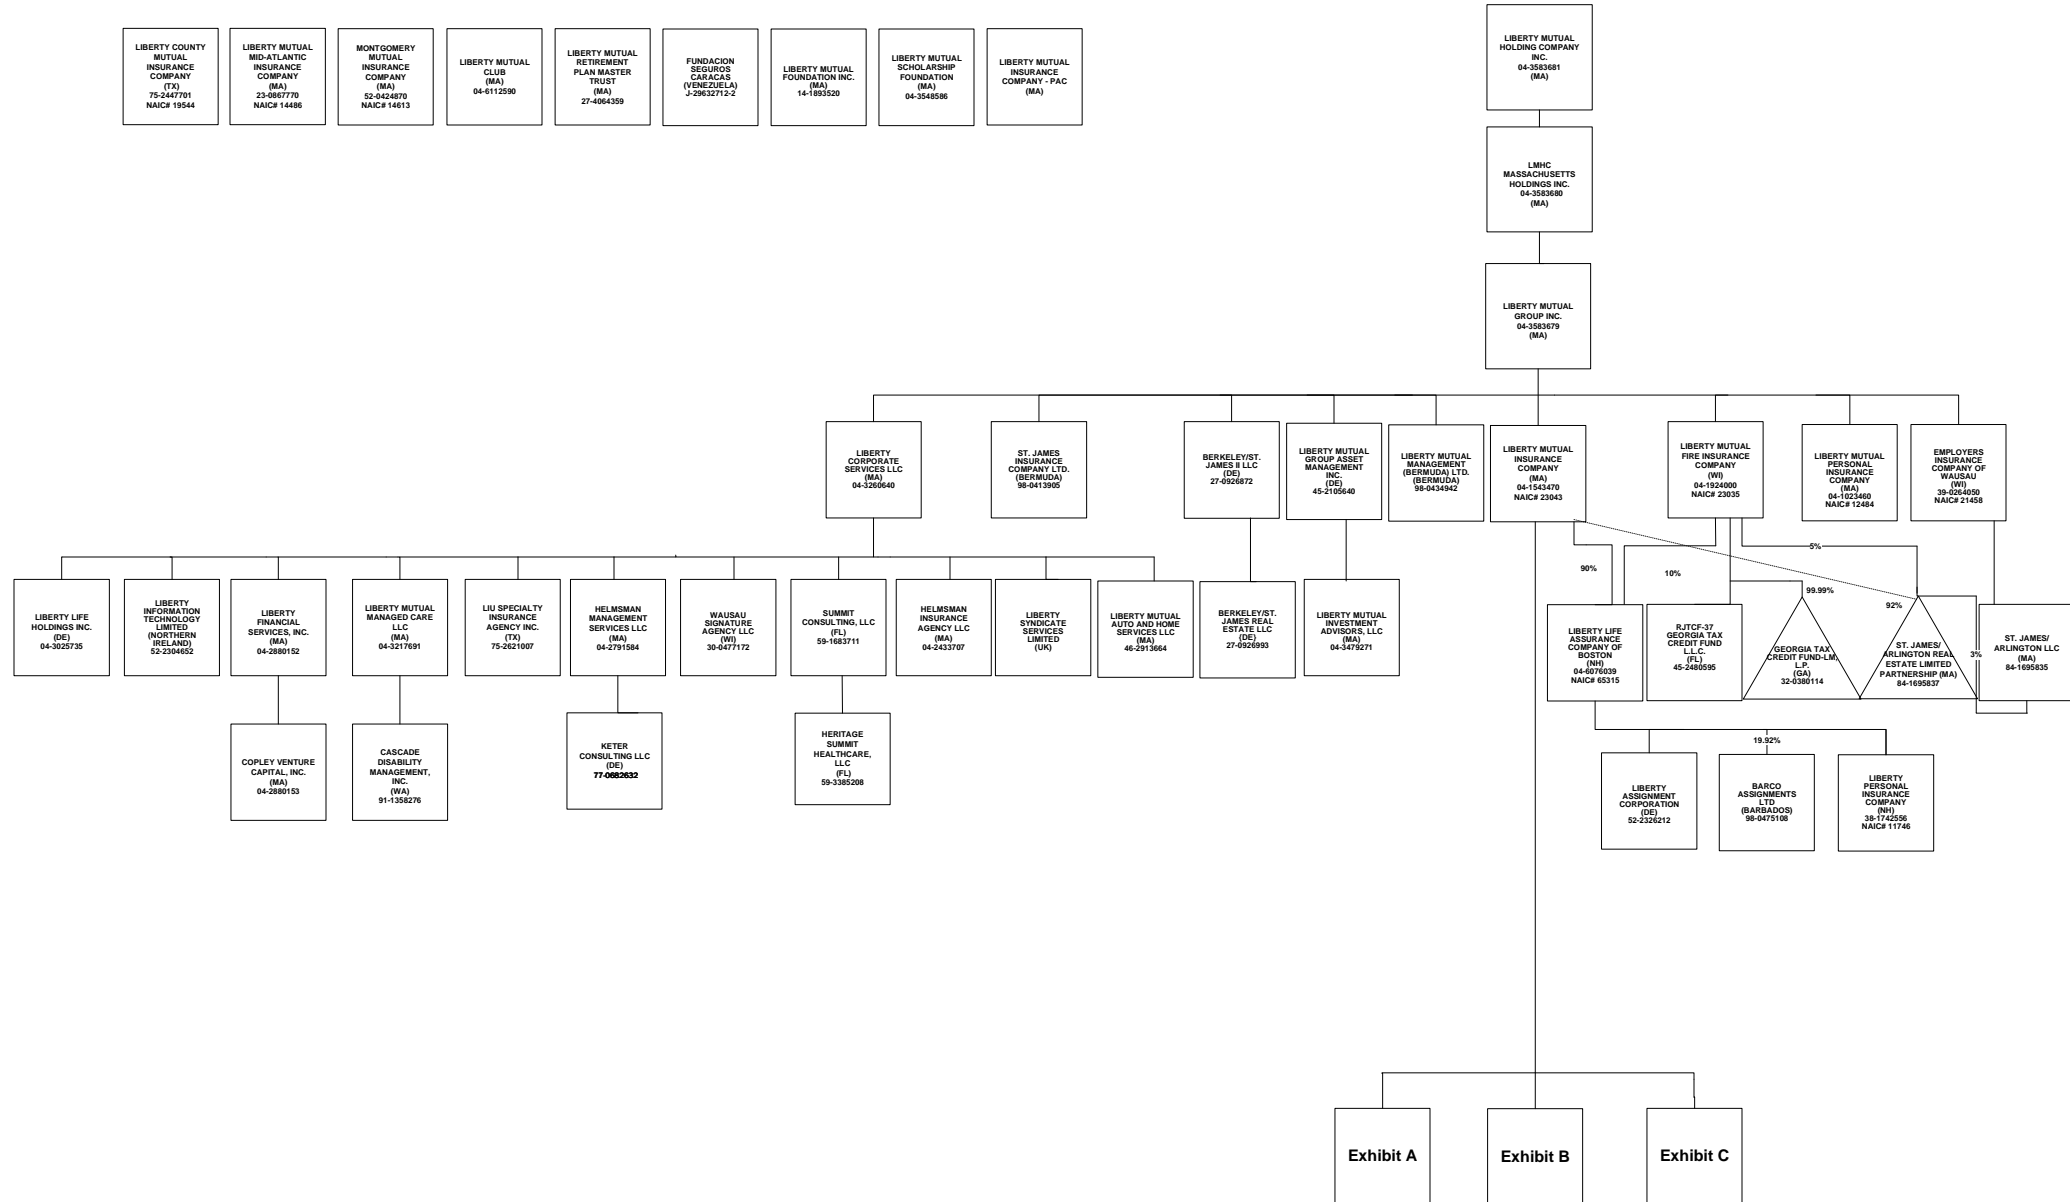 LIBERTY COUNTY
MUTUAL
INSURANCE
COMPANY
(TX)
75-2447701
NAIC# 19544
LIBERTY MUTUAL
MID-ATLANTIC
INSURANCE
COMPANY
(MA)
23-0867770
NAIC# 14486
MONTGOMERY
MUTUAL
INSURANCE
COMPANY
(MA)
52-0424870
NAIC# 14613
LIBERTY MUTUAL
CLUB
(MA)
04-6112590
LIBERTY MUTUAL
RETIREMENT
PLAN MASTER
TRUST
(MA)
27-4064359
FUNDACION
SEGUROS
CARACAS
(VENEZUELA)
J-29632712-2
LIBERTY MUTUAL
FOUNDATION INC.
(MA)
14-1893520
LIBERTY MUTUAL
SCHOLARSHIP
FOUNDATION
(MA)
04-3548586
LIBERTY MUTUAL
INSURANCE
COMPANY - PAC
(MA)
LIBERTY MUTUAL
HOLDING COMPANY
INC.
04-3583681
(MA)
LMHC
MASSACHUSETTS
HOLDINGS INC.
04-3583680
(MA)
LIBERTY MUTUAL
GROUP INC.
04-3583679
(MA)
LIBERTY
CORPORATE
SERVICES LLC
(MA)
04-3260640
ST. JAMES
INSURANCE
COMPANY LTD.
(BERMUDA)
98-0413905
BERKELEY/ST.
JAMES II LLC
(DE)
27-0926872
LIBERTY MUTUAL
GROUP ASSET
MANAGEMENT
INC.
(DE)
45-2105640
LIBERTY MUTUAL
MANAGEMENT
(BERMUDA) LTD.
(BERMUDA)
98-0434942
LIBERTY MUTUAL
INSURANCE
COMPANY
(MA)
04-1543470
NAIC# 23043
LIBERTY MUTUAL
FIRE INSURANCE
COMPANY
(WI)
04-1924000
NAIC# 23035
LIBERTY MUTUAL
PERSONAL
INSURANCE
COMPANY
(MA)
04-1023460
NAIC# 12484
EMPLOYERS
INSURANCE
COMPANY OF
WAUSAU
(WI)
39-0264050
NAIC# 21458
5%
90%
10%
99.99%
92%
3%
LIBERTY LIFE
HOLDINGS INC.
(DE)
04-3025735
LIBERTY
INFORMATION
TECHNOLOGY
LIMITED
(NORTHERN
IRELAND)
52-2304652
LIBERTY
FINANCIAL
SERVICES, INC.
(MA)
04-2880152
LIBERTY MUTUAL
MANAGED CARE
LLC
(MA)
04-3217691
LIU SPECIALTY
INSURANCE
AGENCY INC.
(TX)
75-2621007
HELMSMAN
MANAGEMENT
SERVICES LLC
(MA)
04-2791584
WAUSAU
SIGNATURE
AGENCY LLC
(WI)
30-0477172
SUMMIT
CONSULTING, LLC
(FL)
59-1683711
HELMSMAN
INSURANCE
AGENCY LLC
(MA)
04-2433707
LIBERTY
SYNDICATE
SERVICES
LIMITED
(UK)
LIBERTY MUTUAL
AUTO AND HOME
SERVICES LLC
(MA)
46-2913664
BERKELEY/ST.
JAMES REAL
ESTATE LLC
(DE)
27-0926993
LIBERTY MUTUAL
INVESTMENT
ADVISORS, LLC
(MA)
04-3479271
LIBERTY LIFE
ASSURANCE
COMPANY OF
BOSTON
(NH)
04-6076039
NAIC# 65315
RJTCF-37
GEORGIA TAX
CREDIT FUND
L.L.C.
(FL)
45-2480595
GEORGIA TAX
CREDIT FUND-LM,
L.P.
(GA)
32-0380114
ST. JAMES/
ARLINGTON REAL
ESTATE LIMITED
PARTNERSHIP (MA)
84-1695837
ST. JAMES/
ARLINGTON LLC
(MA)
84-1695835
COPLEY VENTURE
CAPITAL, INC.
(MA)
04-2880153
CASCADE
DISABILITY
MANAGEMENT,
INC.
(WA)
91-1358276
KETER
CONSULTING LLC
(DE)
77-0682632
HERITAGE
SUMMIT
HEALTHCARE,
LLC
(FL)
59-3385208
19.92%
LIBERTY
ASSIGNMENT
CORPORATION
(DE)
52-2326212
BARCO
ASSIGNMENTS
LTD
(BARBADOS)
98-0475108
LIBERTY
PERSONAL
INSURANCE
COMPANY
(NH)
38-1742556
NAIC# 11746
Exhibit A
Exhibit B
Exhibit C